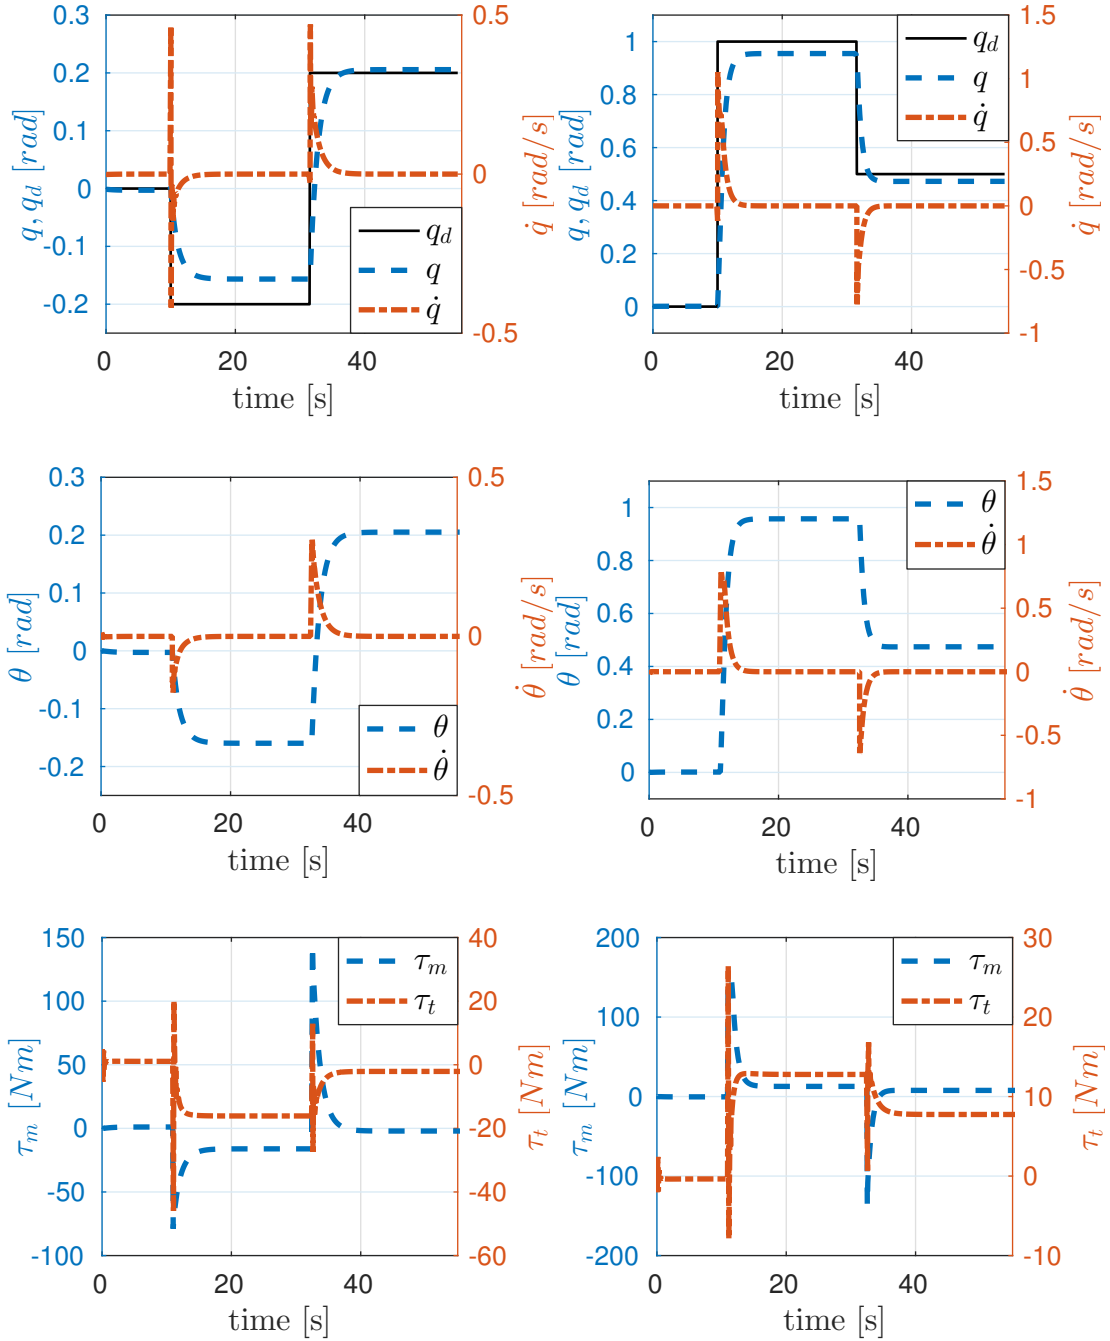 0.3
0.2
0.1
0
-0.1
-0.2
q, q_d [rad]
0.5
0
-0.5
q̇ [rad/s]
q_d
q
q̇
0 20 40
time [s]
1
0.8
0.6
0.4
0.2
0
q, q_d [rad]
1.5
1
0.5
0
-0.5
-1
q̇ [rad/s]
q_d
q
q̇
0 20 40
time [s]
0.3
0.2
0.1
0
-0.1
-0.2
θ [rad]
0.5
0
-0.5
θ̇ [rad/s]
θ
θ̇
0 20 40
time [s]
1
0.8
0.6
0.4
0.2
0
θ [rad]
1.5
1
0.5
0
-0.5
-1
θ̇ [rad/s]
θ
θ̇
0 20 40
time [s]
150
100
50
0
-50
-100
τ_m [Nm]
40
20
0
-20
-40
-60
τ_t [Nm]
τ_m
τ_t
0 20 40
time [s]
200
100
0
-100
-200
τ_m [Nm]
30
20
10
0
-10
τ_t [Nm]
τ_m
τ_t
0 20 40
time [s]